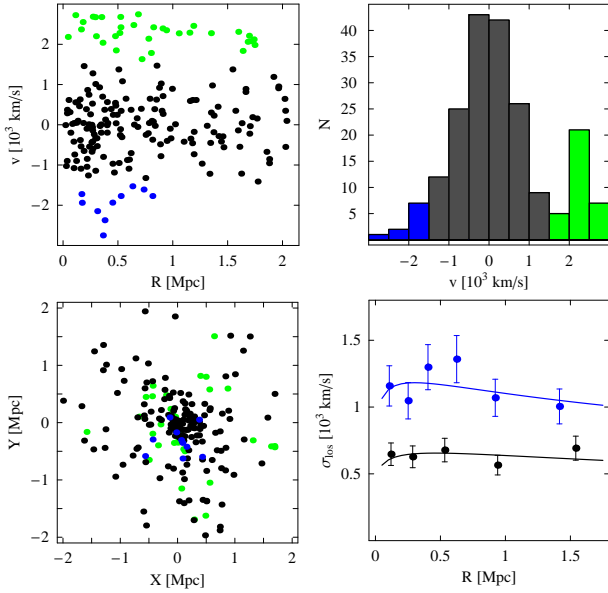 2
1
0
−1
−2
v [10³ km/s]
0 0.5 1 1.5 2
R [Mpc]
40
35
30
25
20
15
10
5
N
−2 −1 0 1 2
v [10³ km/s]
2
1
0
−1
−2
Y [Mpc]
−2 −1 0 1 2
X [Mpc]
1.5
1
0.5
σlos [10³ km/s]
0 0.5 1 1.5
R [Mpc]